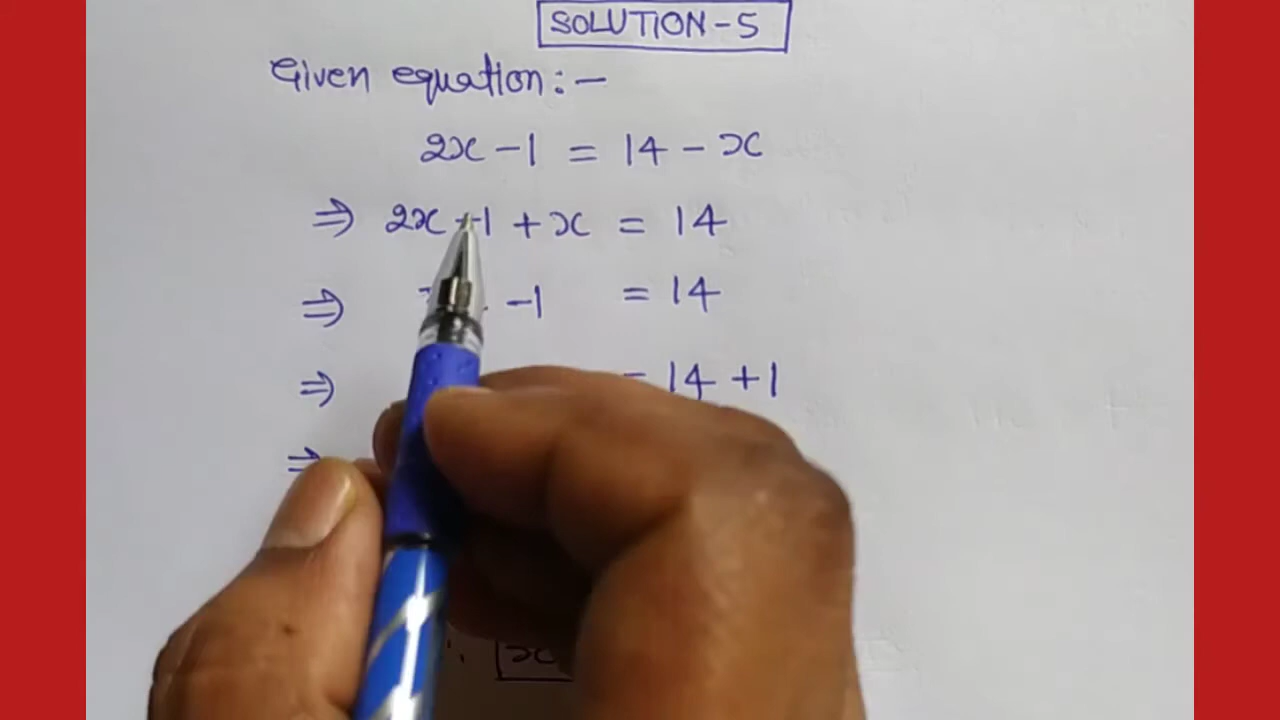 SOLUTION-5
Given equation:-
2x-1 = 14-x
⇒ 2x-1+x = 14
⇒ -1 = 14
⇒ = 14+1
⇒
∴ x